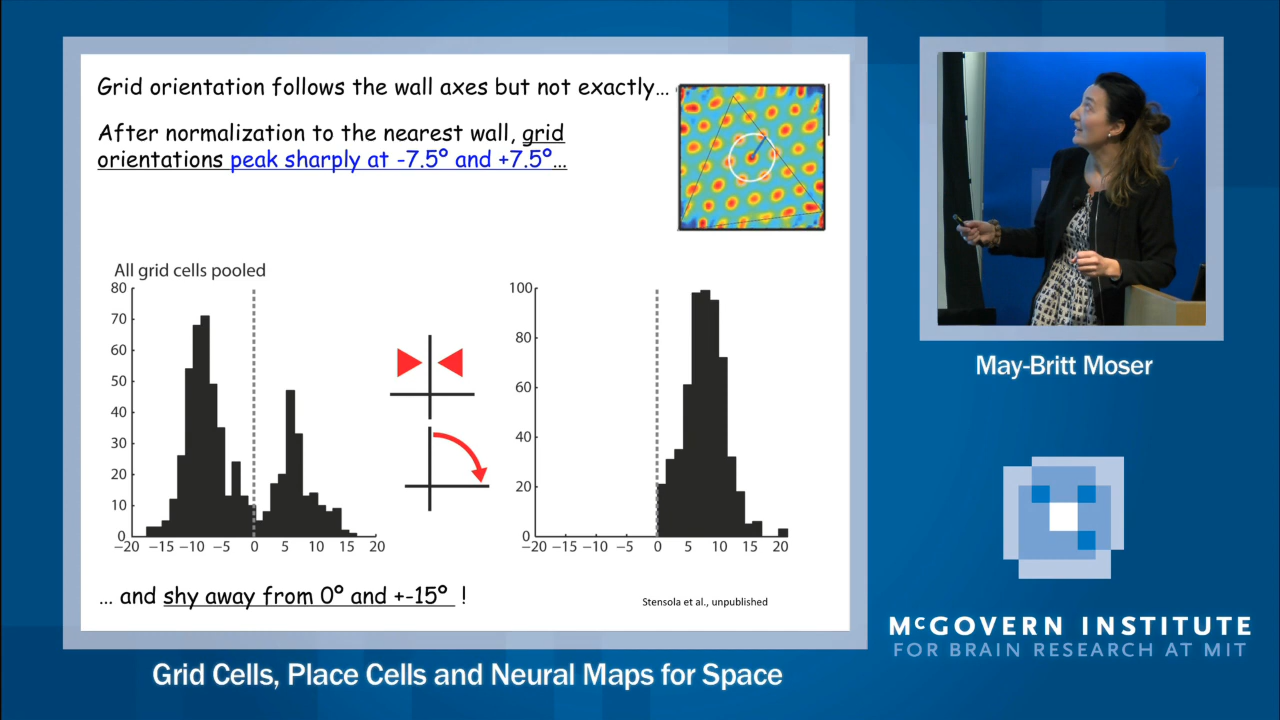 Grid orientation follows the wall axes but not exactly...
After normalization to the nearest wall, grid
orientations peak sharply at -7.5º and +7.5º...
All grid cells pooled
80
70
60
50
40
30
20
10
0
-20 -15 -10 -5 0 5 10 15 20
100
80
60
40
20
0
-20 -15 -10 -5 0 5 10 15 20
... and shy away from 0º and +-15º !
Stensola et al., unpublished
May-Britt Moser
McGOVERN INSTITUTE
FOR BRAIN RESEARCH AT MIT
Grid Cells, Place Cells and Neural Maps for Space